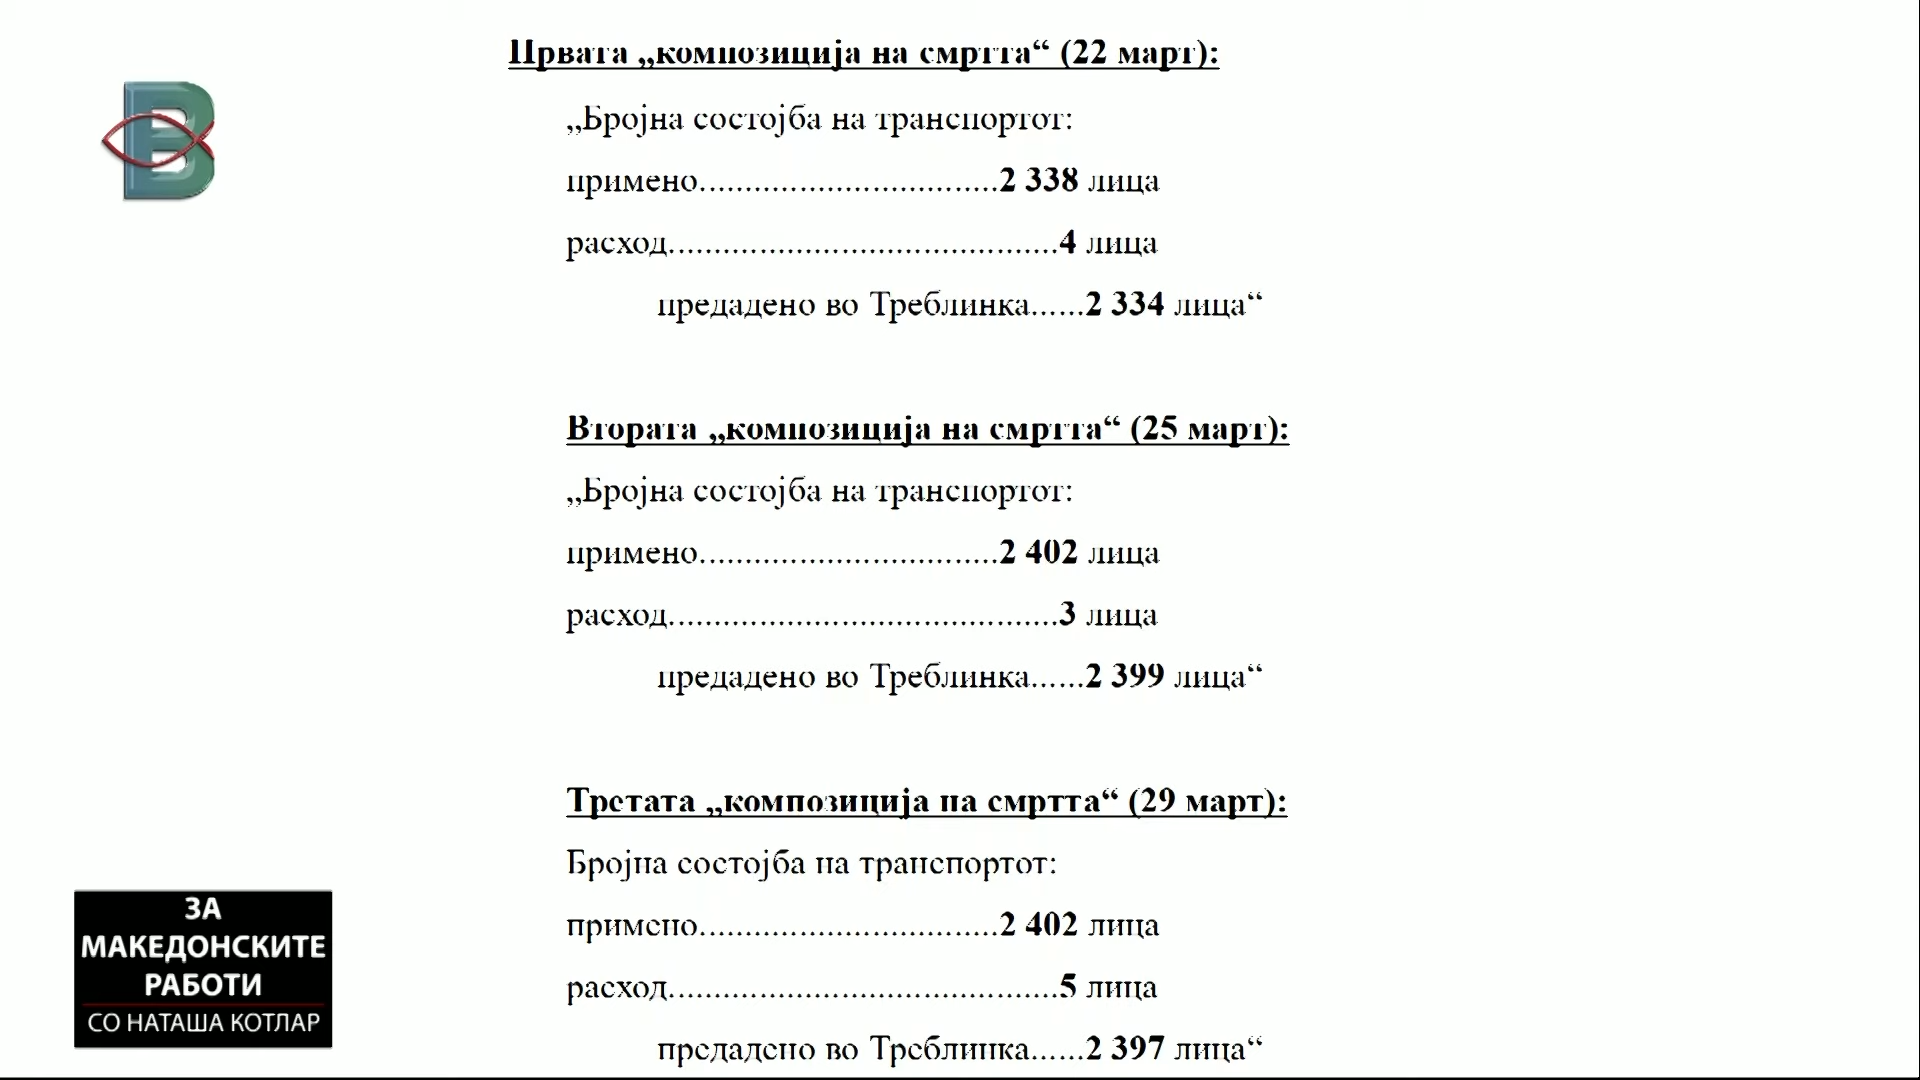 Првата „композиција на смртта“ (22 март):
„Бројна состојба на транспортот:
примено.................................2 338 лица
расход...........................................4 лица
предадено во Треблинка......2 334 лица“
Втората „композиција на смртта“ (25 март):
„Бројна состојба на транспортот:
примено.................................2 402 лица
расход...........................................3 лица
предадено во Треблинка......2 399 лица“
Третата „композиција на смртта“ (29 март):
Бројна состојба на транспортот:
примено.................................2 402 лица
расход...........................................5 лица
предадено во Треблинка......2 397 лица“
В
ЗА
МАКЕДОНСКИТЕ
РАБОТИ
СО НАТАША КОТЛАР